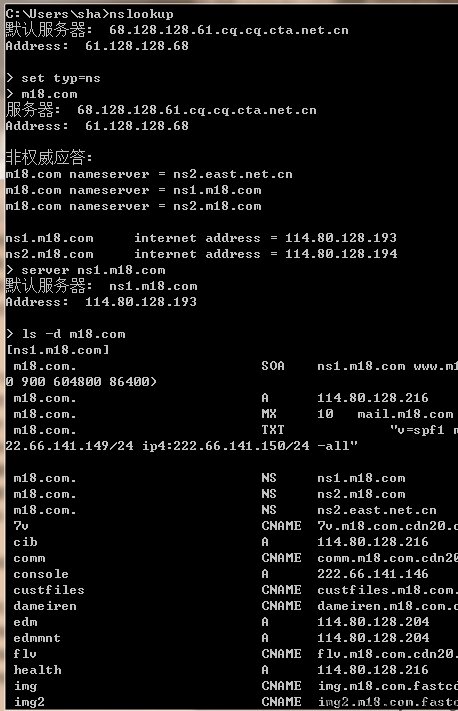 C:\Users\sha>nslookup
默认服务器:  68.128.128.61.cq.cq.cta.net.cn
Address:  61.128.128.68
> set typ=ns
> m18.com
服务器:  68.128.128.61.cq.cq.cta.net.cn
Address:  61.128.128.68
非权威应答:
m18.com nameserver = ns2.east.net.cn
m18.com nameserver = ns1.m18.com
m18.com nameserver = ns2.m18.com
ns1.m18.com     internet address = 114.80.128.193
ns2.m18.com     internet address = 114.80.128.194
> server ns1.m18.com
默认服务器:  ns1.m18.com
Address:  114.80.128.193
> ls -d m18.com
[ns1.m18.com]
m18.com.                       SOA    ns1.m18.com www.m1
0 900 604800 86400)
m18.com.                       A      114.80.128.216
m18.com.                       MX     10   mail.m18.com
m18.com.                       TXT             "v=spf1 m
22.66.141.149/24 ip4:222.66.141.150/24 -all"
m18.com.                       NS     ns1.m18.com
m18.com.                       NS     ns2.m18.com
m18.com.                       NS     ns2.east.net.cn
7v                             CNAME  7v.m18.com.cdn20.c
cib                            A      114.80.128.216
comm                           CNAME  comm.m18.com.cdn20
console                        A      222.66.141.146
custfiles                      CNAME  custfiles.m18.com.
dameiren                       CNAME  dameiren.m18.com.c
edm                            A      114.80.128.204
edmmnt                         A      114.80.128.204
flv                            CNAME  flv.m18.com.cdn20.
health                         A      114.80.128.216
img                            CNAME  img.m18.com.fastcd
img2                           CNAME  img2.m18.com.fastc